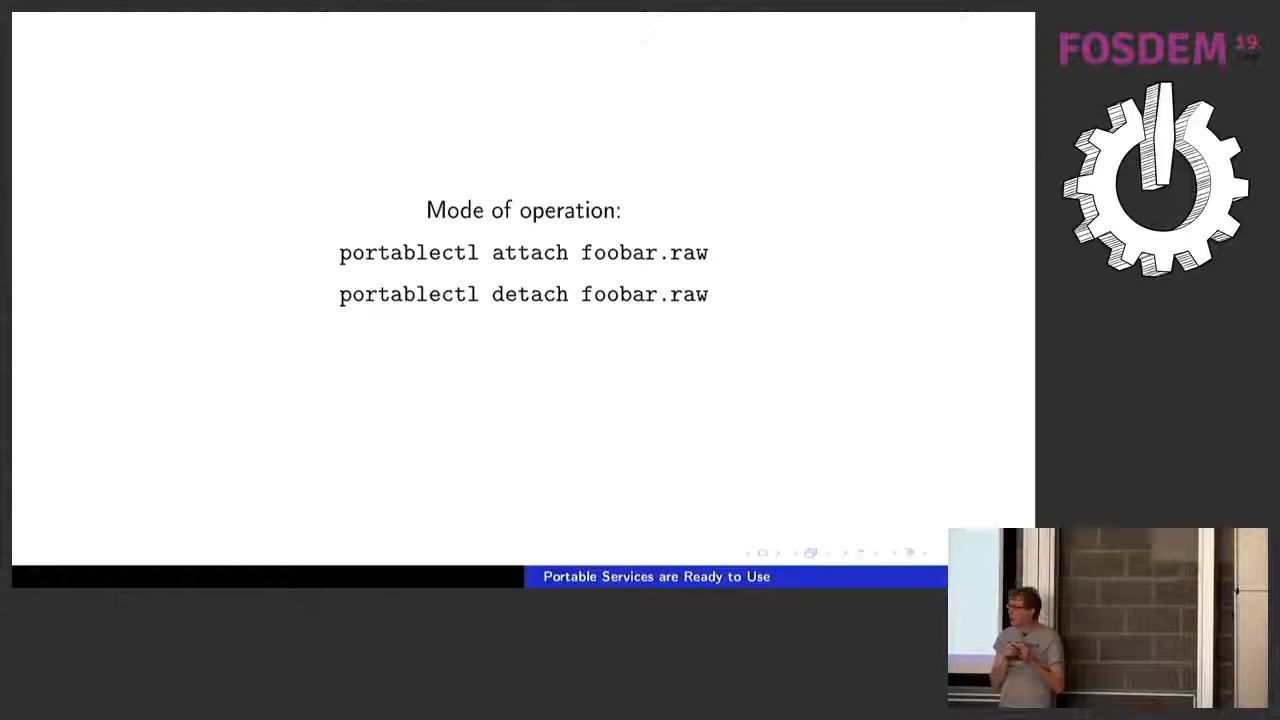 FOSDEM 19
Mode of operation:
portablectl attach foobar.raw
portablectl detach foobar.raw
Portable Services are Ready to Use